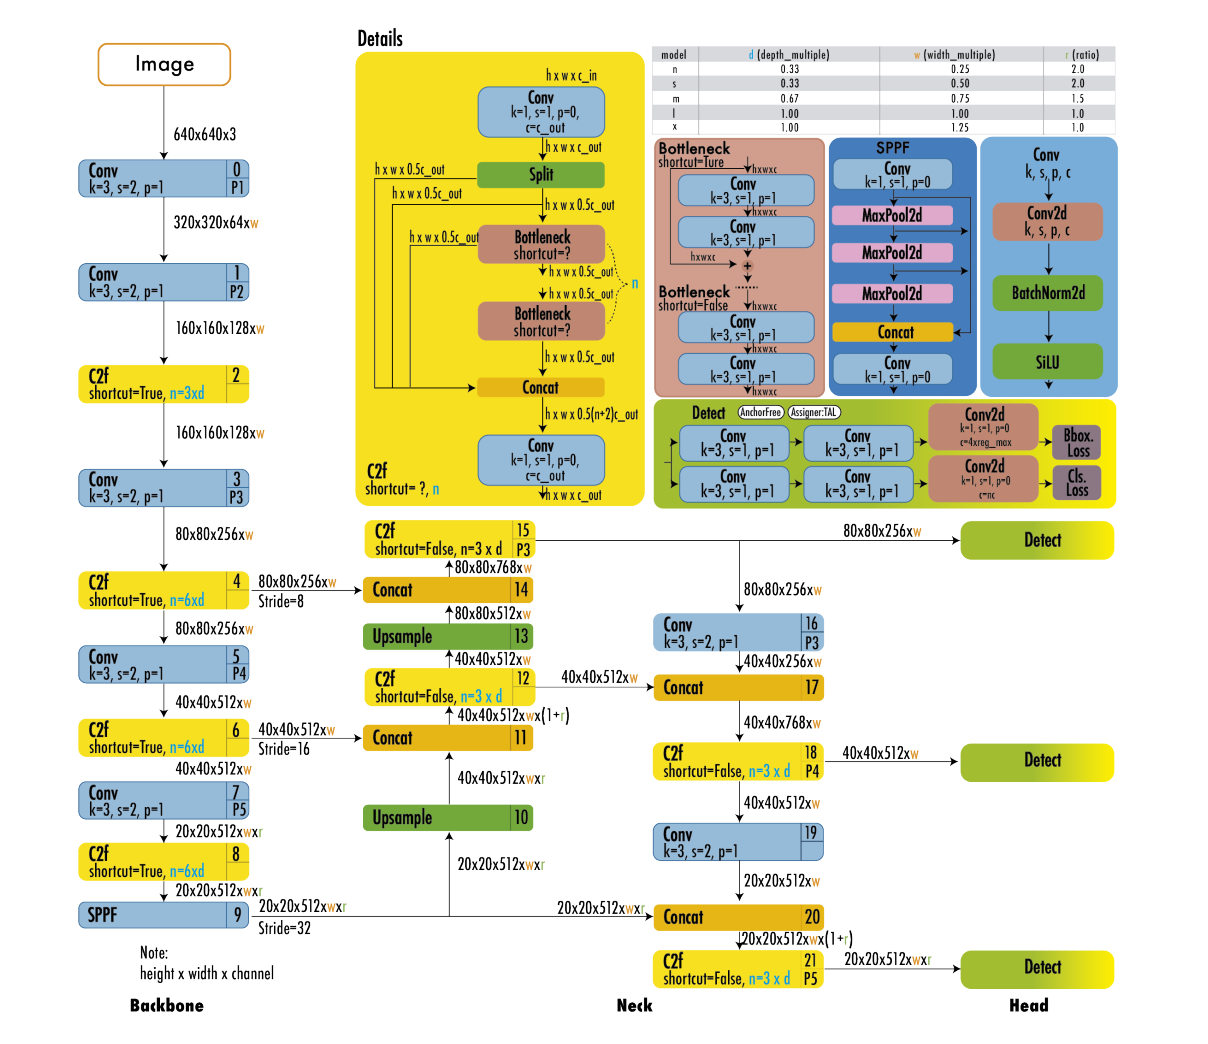 Image
640x640x3
Conv
k=3, s=2, p=1
0
P1
320x320x64xw
Conv
k=3, s=2, p=1
1
P2
160x160x128xw
C2f
shortcut=True, n=3xd
2
160x160x128xw
Conv
k=3, s=2, p=1
3
P3
80x80x256xw
C2f
shortcut=True, n=6xd
4
80x80x256xw
Stride=8
80x80x256xw
Conv
k=3, s=2, p=1
5
P4
40x40x512xw
C2f
shortcut=True, n=6xd
6
40x40x512xw
Stride=16
40x40x512xw
Conv
k=3, s=2, p=1
7
P5
20x20x512xwxr
C2f
shortcut=True, n=6xd
8
20x20x512xwxr
SPPF
9
20x20x512xwxr
Stride=32
Note:
height x width x channel
Backbone
Details
h x w x c_in
Conv
k=1, s=1, p=0,
c=c_out
h x w x c_out
Split
h x w x 0.5c_out
h x w x 0.5c_out
h x w x 0.5c_out
h x w x 0.5c_out
Bottleneck
shortcut=?
h x w x 0.5c_out
n
h x w x 0.5c_out
Bottleneck
shortcut=?
h x w x 0.5c_out
Concat
h x w x 0.5(n+2)c_out
Conv
k=1, s=1, p=0,
c=c_out
h x w x c_out
C2f
shortcut= ?, n
model d (depth_multiple) w (width_multiple) r (ratio)
n 0.33 0.25 2.0
s 0.33 0.50 2.0
m 0.67 0.75 1.5
l 1.00 1.00 1.0
x 1.00 1.25 1.0
Bottleneck
shortcut=Ture
hxwxc
Conv
k=3, s=1, p=1
hxwxc
Conv
k=3, s=1, p=1
hxwxc
+
Bottleneck
shortcut=False
hxwxc
Conv
k=3, s=1, p=1
hxwxc
Conv
k=3, s=1, p=1
hxwxc
SPPF
Conv
k=1, s=1, p=0
MaxPool2d
MaxPool2d
MaxPool2d
Concat
Conv
k=1, s=1, p=0
Conv
k, s, p, c
Conv2d
k, s, p, c
BatchNorm2d
SiLU
Detect
AnchorFree
Assigner:TAL
Conv
k=3, s=1, p=1
Conv
k=3, s=1, p=1
Conv2d
k=1, s=1, p=0
c=4xreg_max
Bbox.
Loss
Conv
k=3, s=1, p=1
Conv
k=3, s=1, p=1
Conv2d
k=1, s=1, p=0
c=nc
Cls.
Loss
C2f
shortcut=False, n=3 x d
15
P3
80x80x768xw
Concat
14
80x80x512xw
Upsample
13
40x40x512xw
C2f
shortcut=False, n=3 x d
12
40x40x512xwx(1+r)
Concat
11
40x40x512xwxr
Upsample
10
20x20x512xwxr
80x80x256xw
Detect
80x80x256xw
Conv
k=3, s=2, p=1
16
P3
40x40x256xw
40x40x512xw
Concat
17
40x40x768xw
C2f
shortcut=False, n=3 x d
18
P4
40x40x512xw
Detect
40x40x512xw
Conv
k=3, s=2, p=1
19
20x20x512xw
20x20x512xwxr
Concat
20
20x20x512xwx(1+r)
C2f
shortcut=False, n=3 x d
21
P5
20x20x512xwxr
Detect
Neck
Head